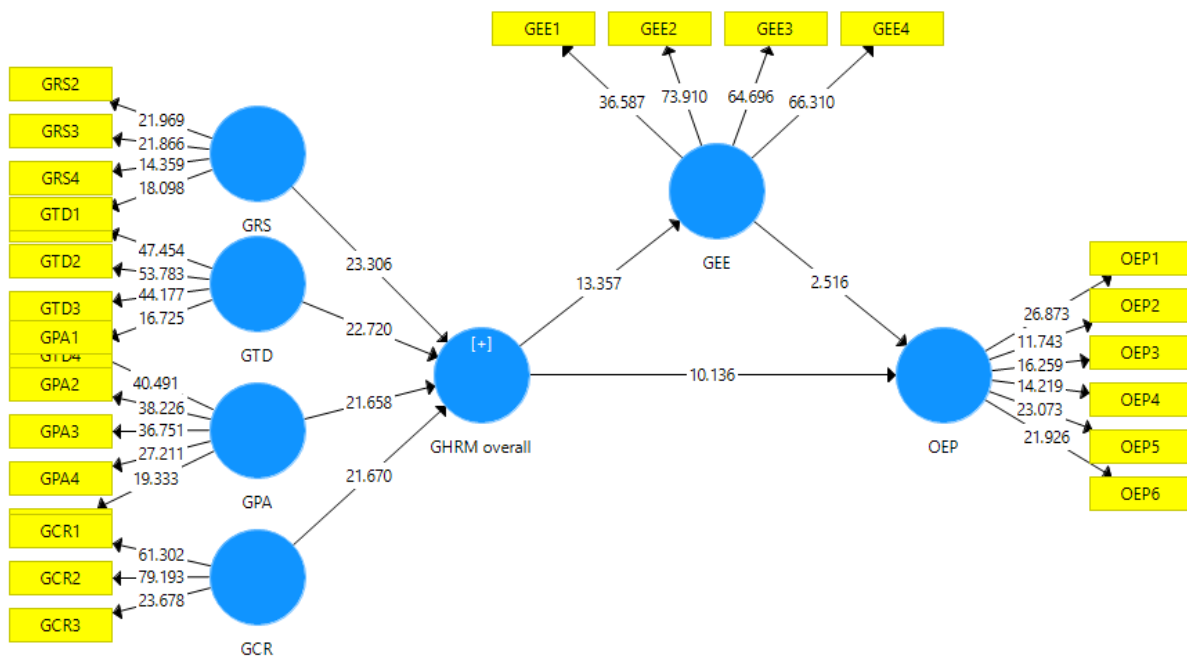 GEE1
GEE2
GEE3
GEE4
36.587
73.910
64.696
66.310
GEE
GRS2
GRS3
GRS4
21.969
21.866
14.359
18.098
GRS
GTD1
GTD2
GTD3
GTD4
47.454
53.783
44.177
16.725
GTD
GPA1
GPA2
GPA3
GPA4
40.491
38.226
36.751
27.211
19.333
GPA
GCR1
GCR2
GCR3
61.302
79.193
23.678
GCR
23.306
22.720
21.658
21.670
[+]
GHRM overall
13.357
2.516
10.136
OEP
26.873
11.743
16.259
14.219
23.073
21.926
OEP1
OEP2
OEP3
OEP4
OEP5
OEP6